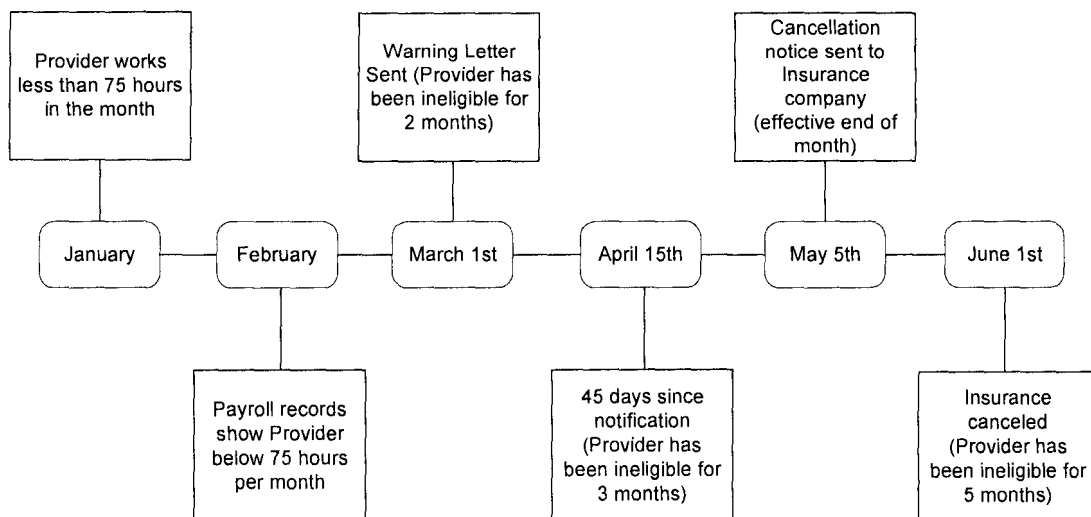 Provider works
less than 75 hours
in the month
Warning Letter
Sent (Provider has
been ineligible for
2 months)
Cancellation
notice sent to
Insurance
company
(effective end of
month)
January
February
March 1st
April 15th
May 5th
June 1st
Payroll records
show Provider
below 75 hours
per month
45 days since
notification
(Provider has
been ineligible for
3 months)
Insurance
canceled
(Provider has
been ineligible for
5 months)